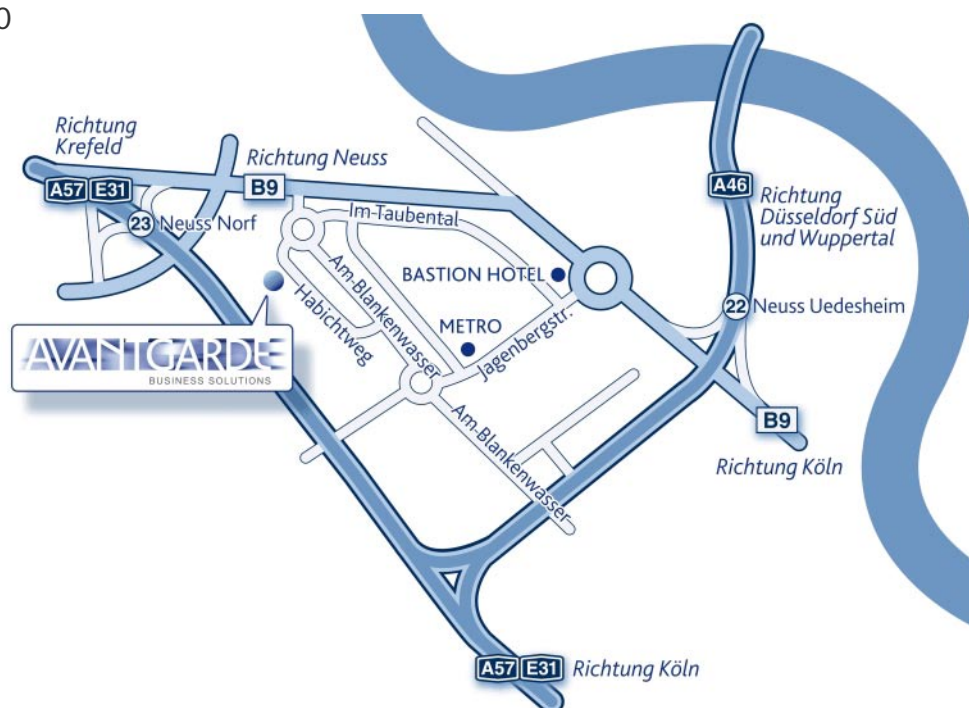 0
Richtung
Krefeld
A57 E31
Richtung Neuss
B9
23 Neuss Norf
Im-Taubental
Am-Blankenwasser
Habichtweg
BASTION HOTEL
METRO
Jagenbergstr.
A46
Richtung
Düsseldorf Süd
und Wuppertal
22 Neuss Uedesheim
AVANTGARDE
BUSINESS SOLUTIONS
Am-Blankenwasser
B9
Richtung Köln
A57 E31 Richtung Köln